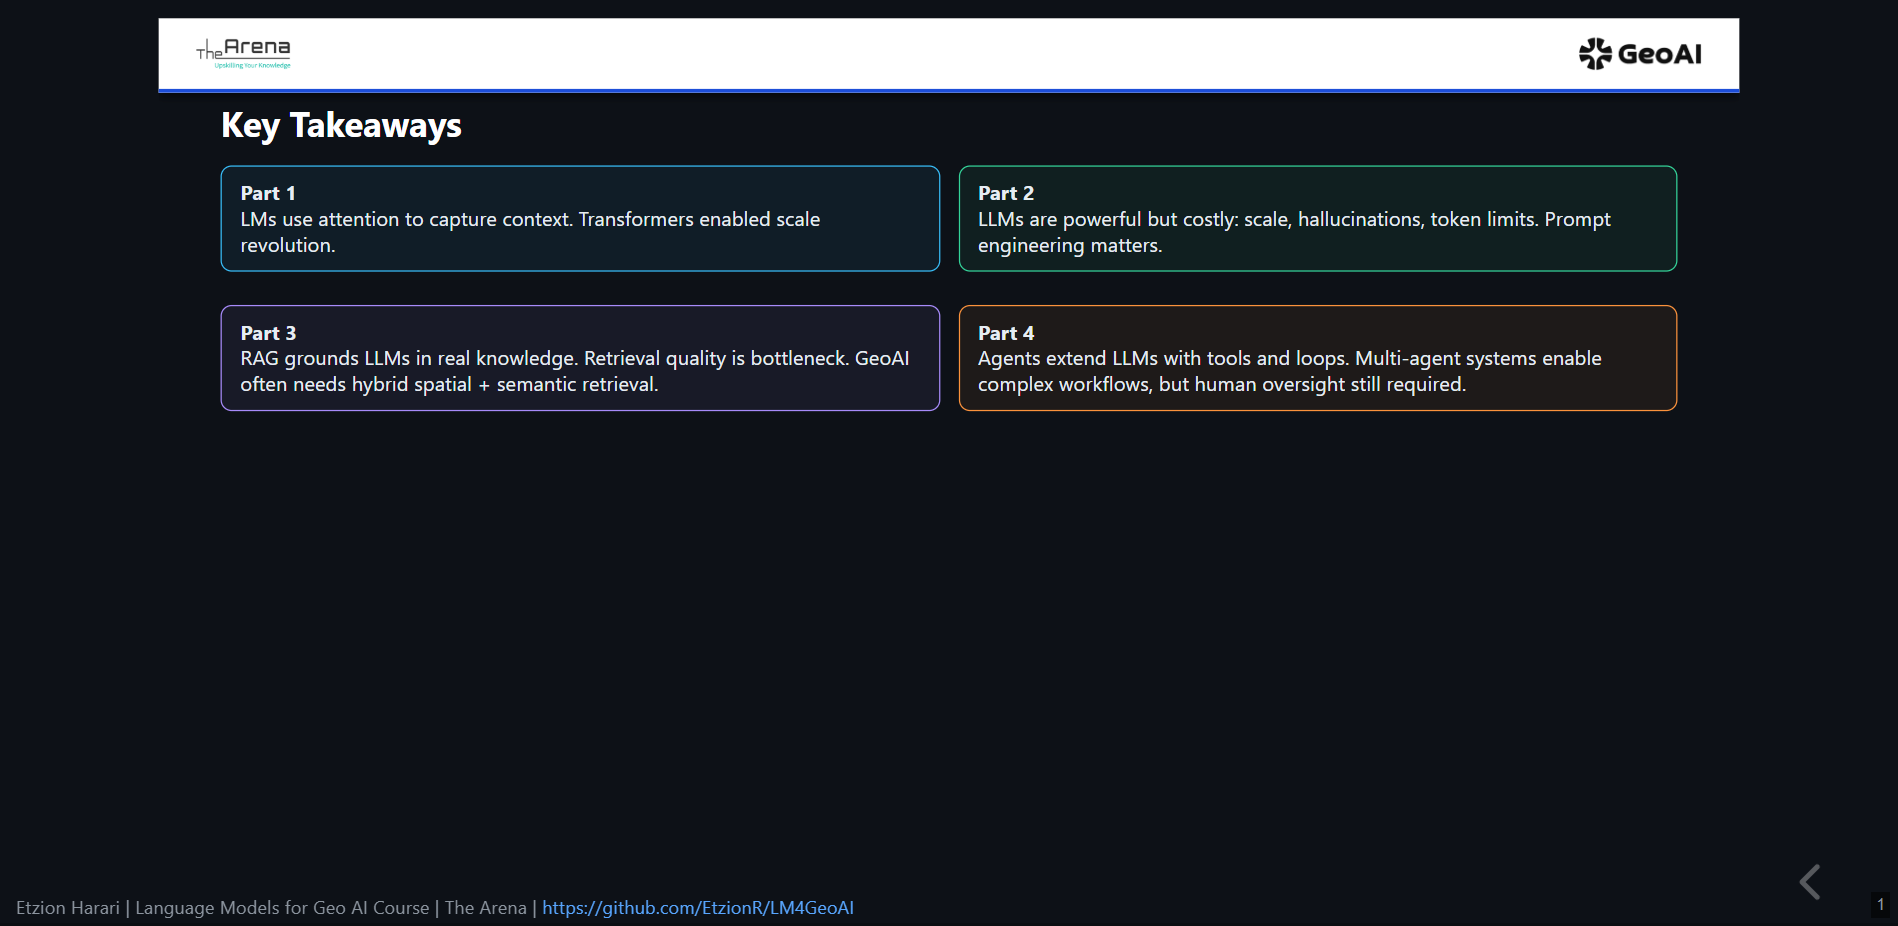 The Arena
Upskilling Your Knowledge
GeoAI
Key Takeaways
Part 1
LMs use attention to capture context. Transformers enabled scale
revolution.
Part 2
LLMs are powerful but costly: scale, hallucinations, token limits. Prompt
engineering matters.
Part 3
RAG grounds LLMs in real knowledge. Retrieval quality is bottleneck. GeoAI
often needs hybrid spatial + semantic retrieval.
Part 4
Agents extend LLMs with tools and loops. Multi-agent systems enable
complex workflows, but human oversight still required.
Etzion Harari | Language Models for Geo AI Course | The Arena | https://github.com/EtzionR/LM4GeoAI
1